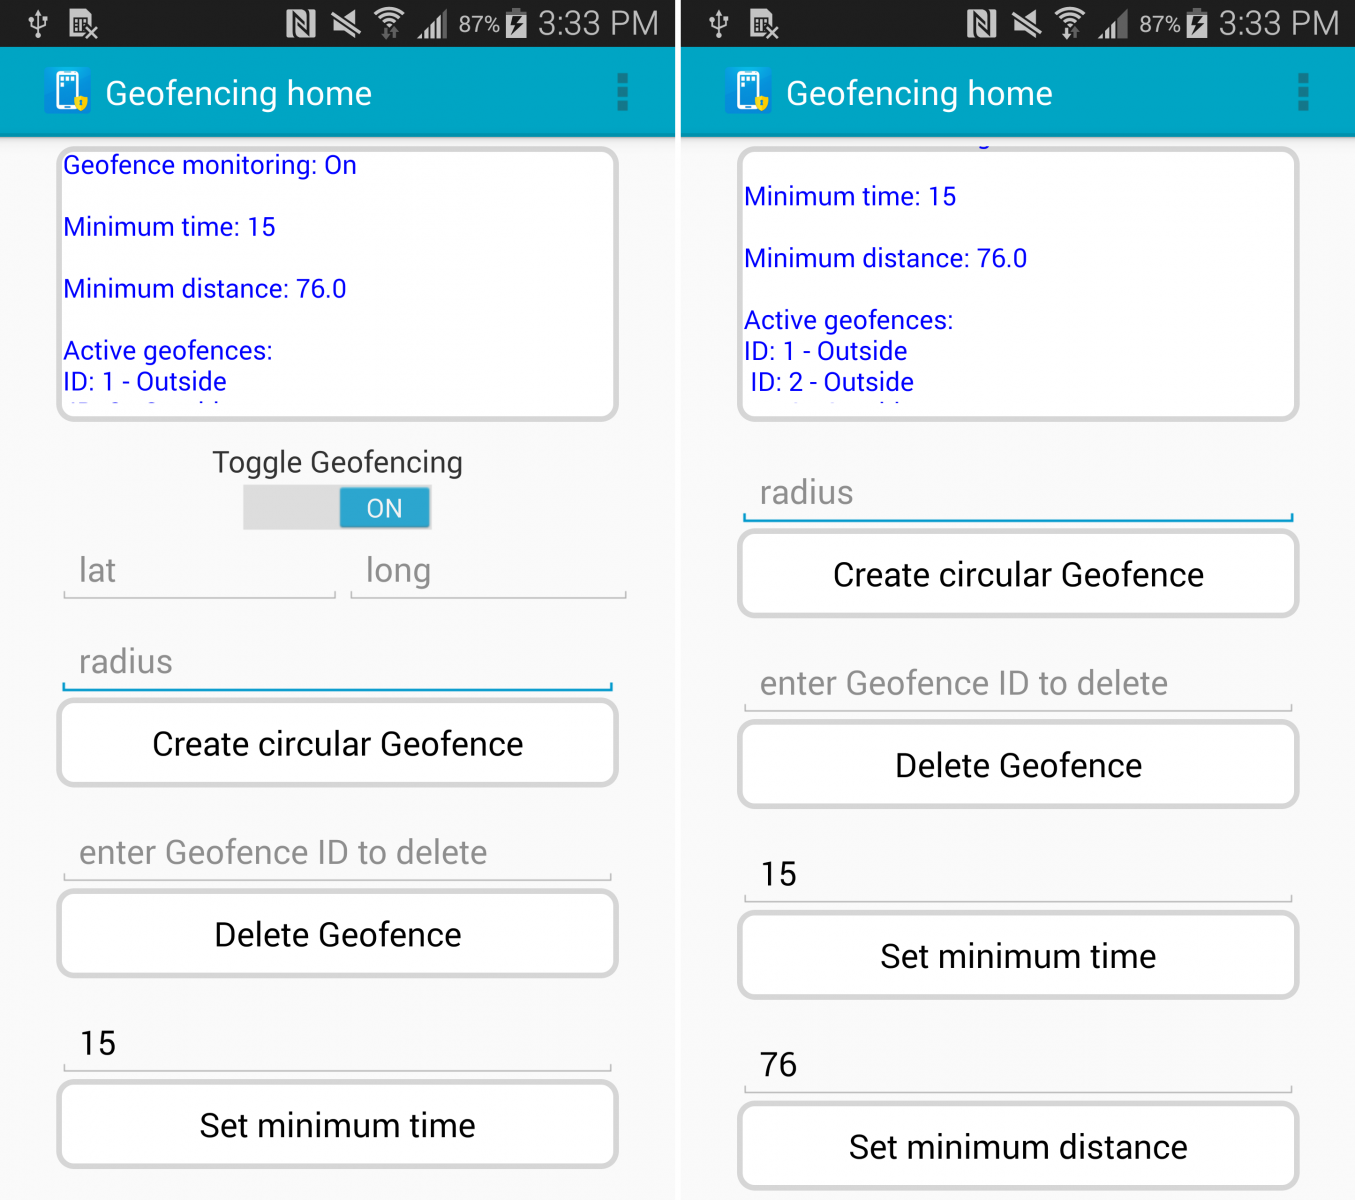 87% 3:33 PM
Geofencing home
Geofence monitoring: On
Minimum time: 15
Minimum distance: 76.0
Active geofences:
ID: 1 - Outside
Toggle Geofencing
ON
lat long
radius
Create circular Geofence
enter Geofence ID to delete
Delete Geofence
15
Set minimum time
87% 3:33 PM
Geofencing home
Minimum time: 15
Minimum distance: 76.0
Active geofences:
ID: 1 - Outside
ID: 2 - Outside
radius
Create circular Geofence
enter Geofence ID to delete
Delete Geofence
15
Set minimum time
76
Set minimum distance